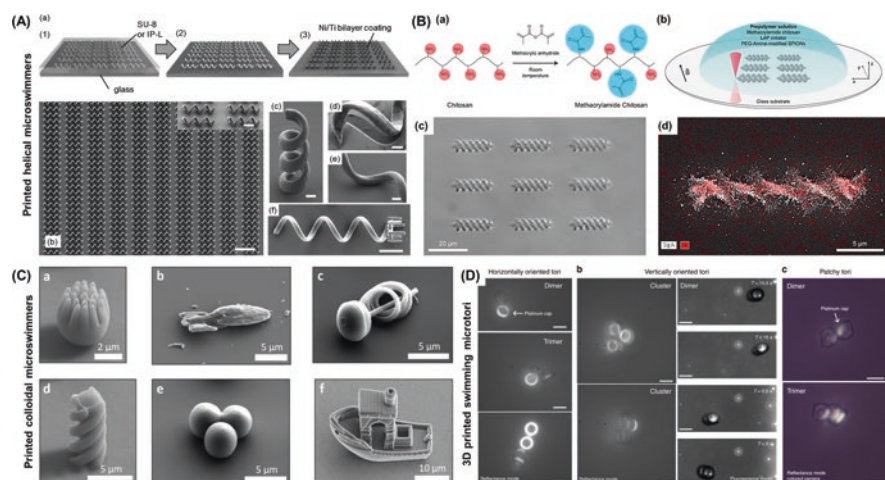 (A)
Printed helical microswimmers
(a)
(1)
SU-8
or IP-L
(2)
Ni/Ti bilayer coating
(3)
glass
(b)
(c)
(d)
(e)
(f)
(B)
(a)
Methacrylic anhydride
Room
temperature
Chitosan
Methacrylamide Chitosan
(b)
Prepolymer solution
Methacrylamide chitosan
LAP initiator
PEG-Amine-modified SPIONs
Glass substrate
(c)
20 µm
(d)
5 µm
(C)
Printed colloidal microswimmers
a
2 µm
b
5 µm
c
5 µm
d
5 µm
e
5 µm
f
10 µm
(D)
3D printed swimming microtori
Horizontally oriented tori
Dimer
Platinum cap
Trimer
Reflectance mode
b
Vertically oriented tori
Cluster
Cluster
Reflectance mode
Dimer
c
Patchy tori
Dimer
Platinum cap
Trimer
Reflectance mode
colored camera